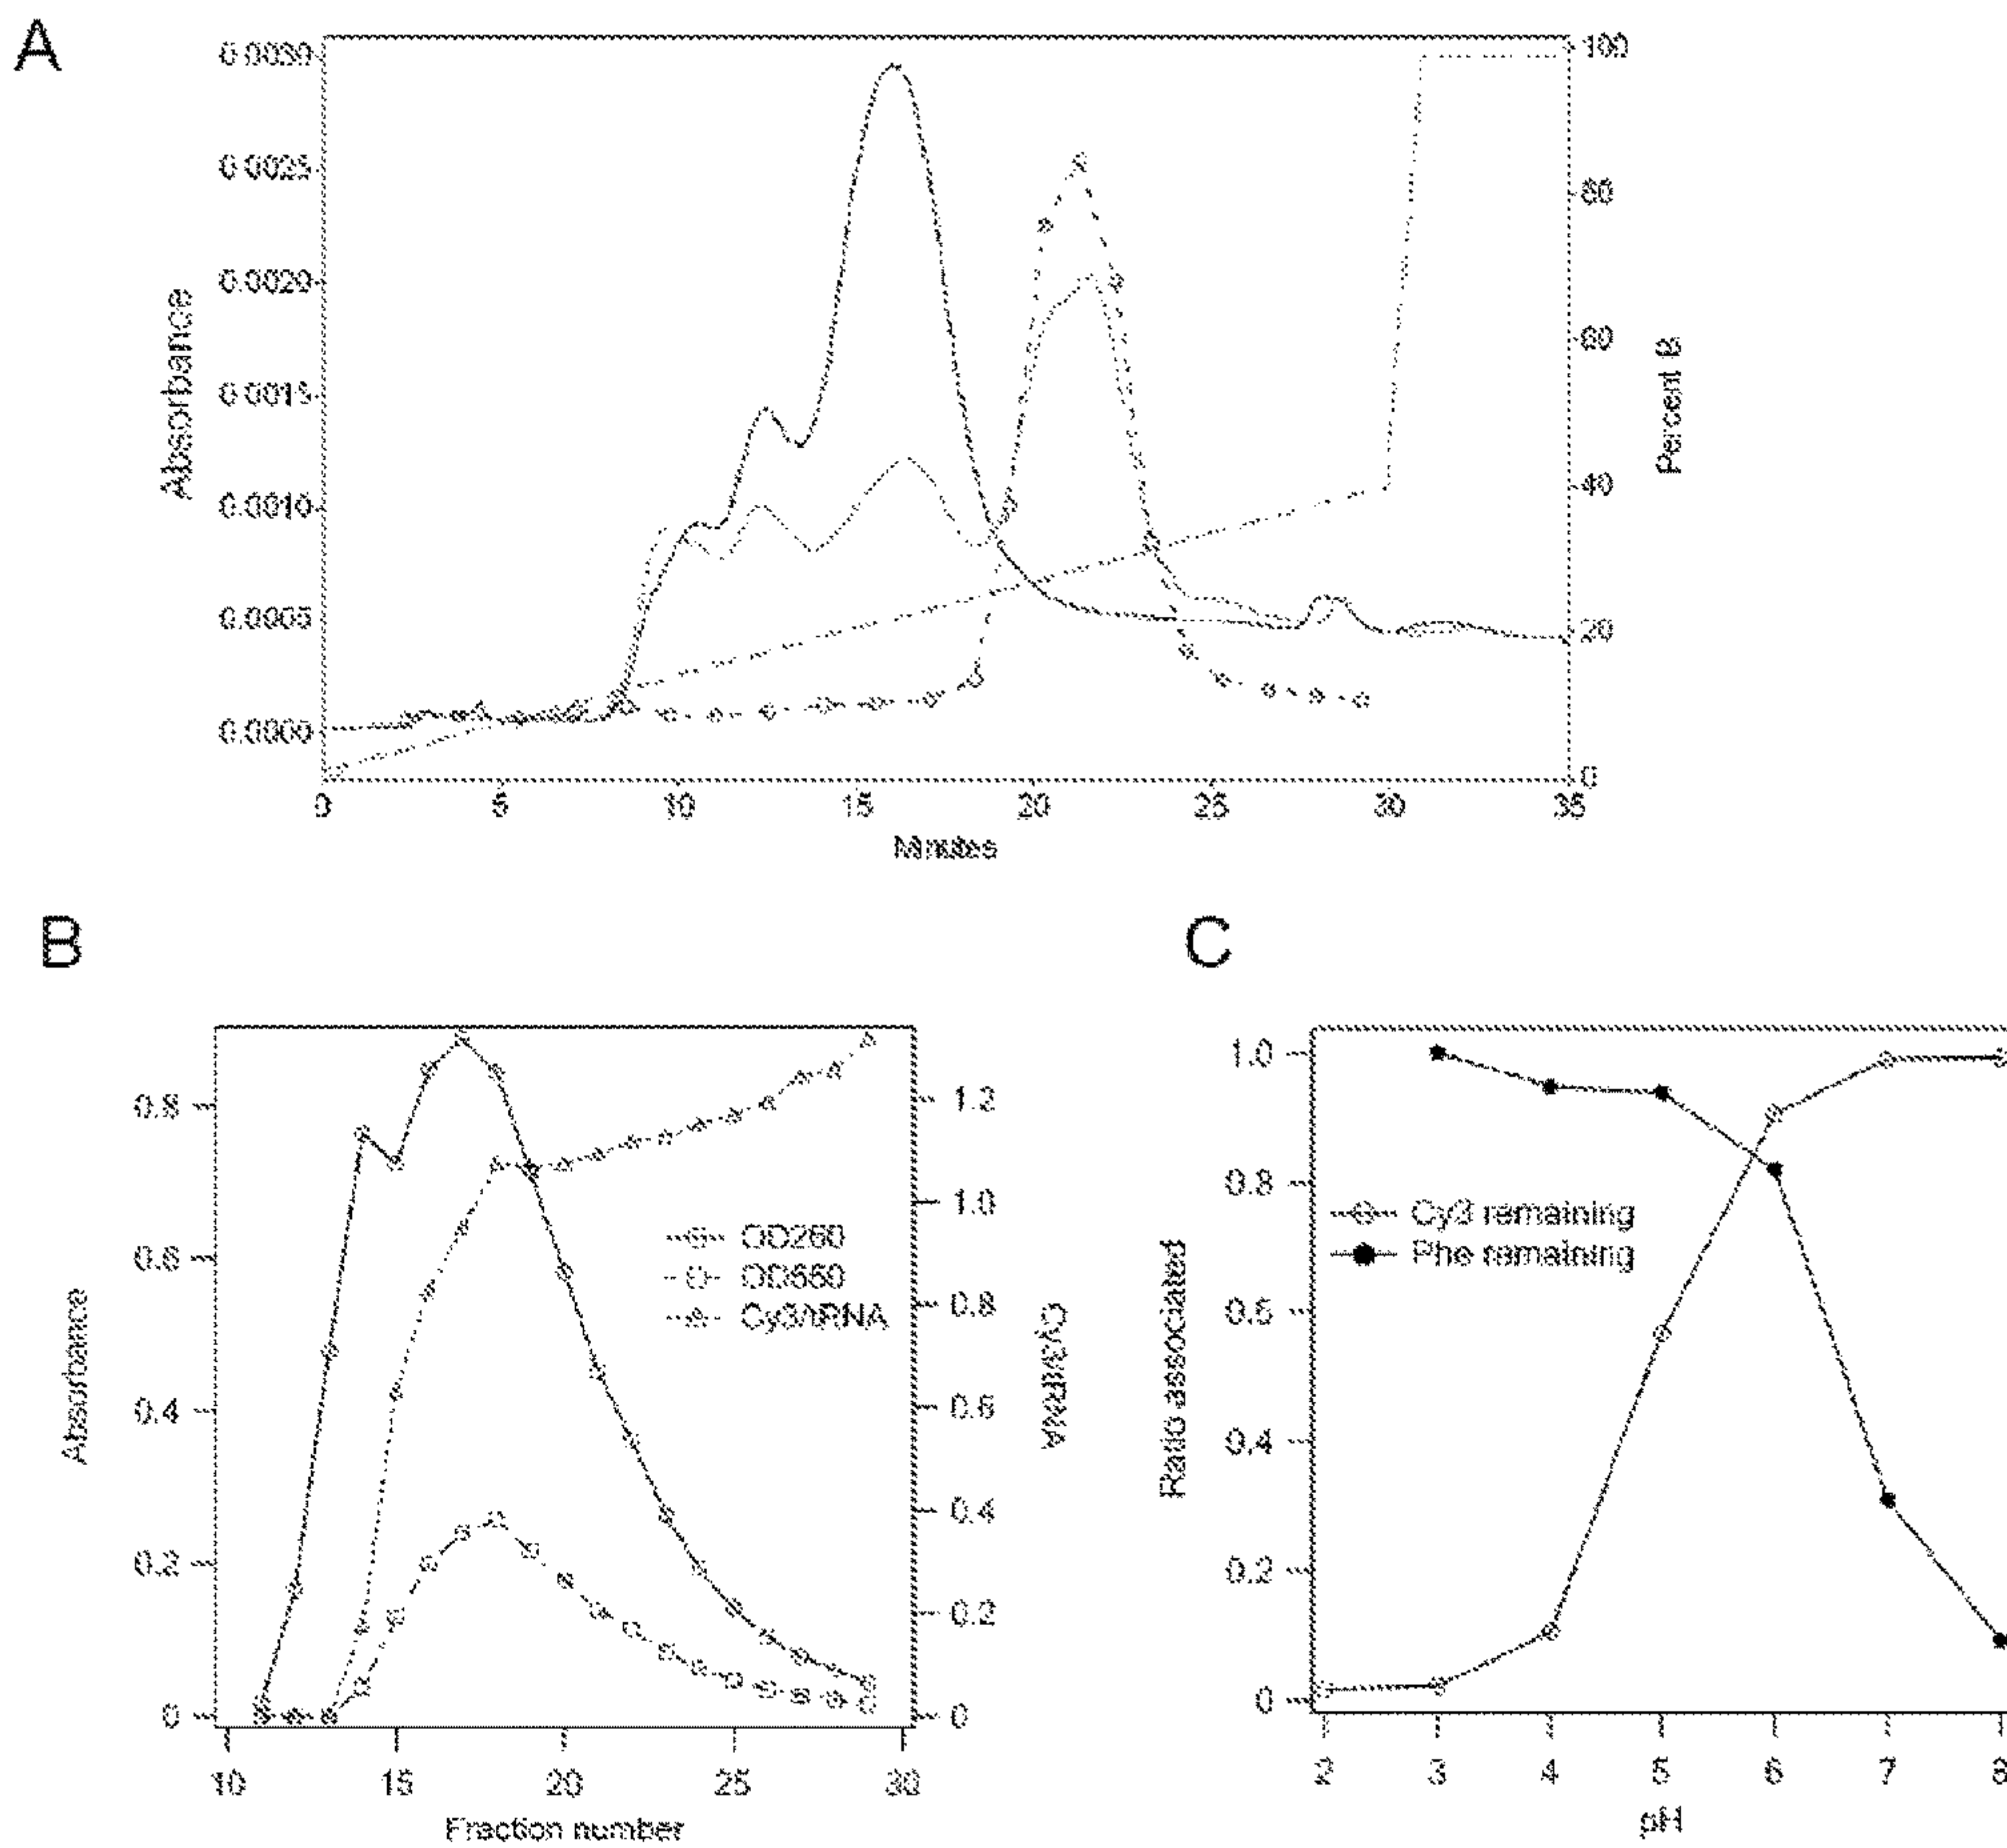 A
0.0030
0.0025
0.0020
0.0015
0.0010
0.0005
0.0000
Absorbance
100
80
60
40
20
0
Percent B
0 5 10 15 20 25 30 35
Minutes
B
0.8
0.6
0.4
0.2
0
Absorbance
OD260
OD550
Cy3/tRNA
1.2
1.0
0.8
0.6
0.4
0.2
0
Cy3/tRNA
10 15 20 25 30
Fraction number
C
1.0
0.8
0.6
0.4
0.2
0
Ratio associated
Cy3 remaining
Phe remaining
2 3 4 5 6 7 8
pH